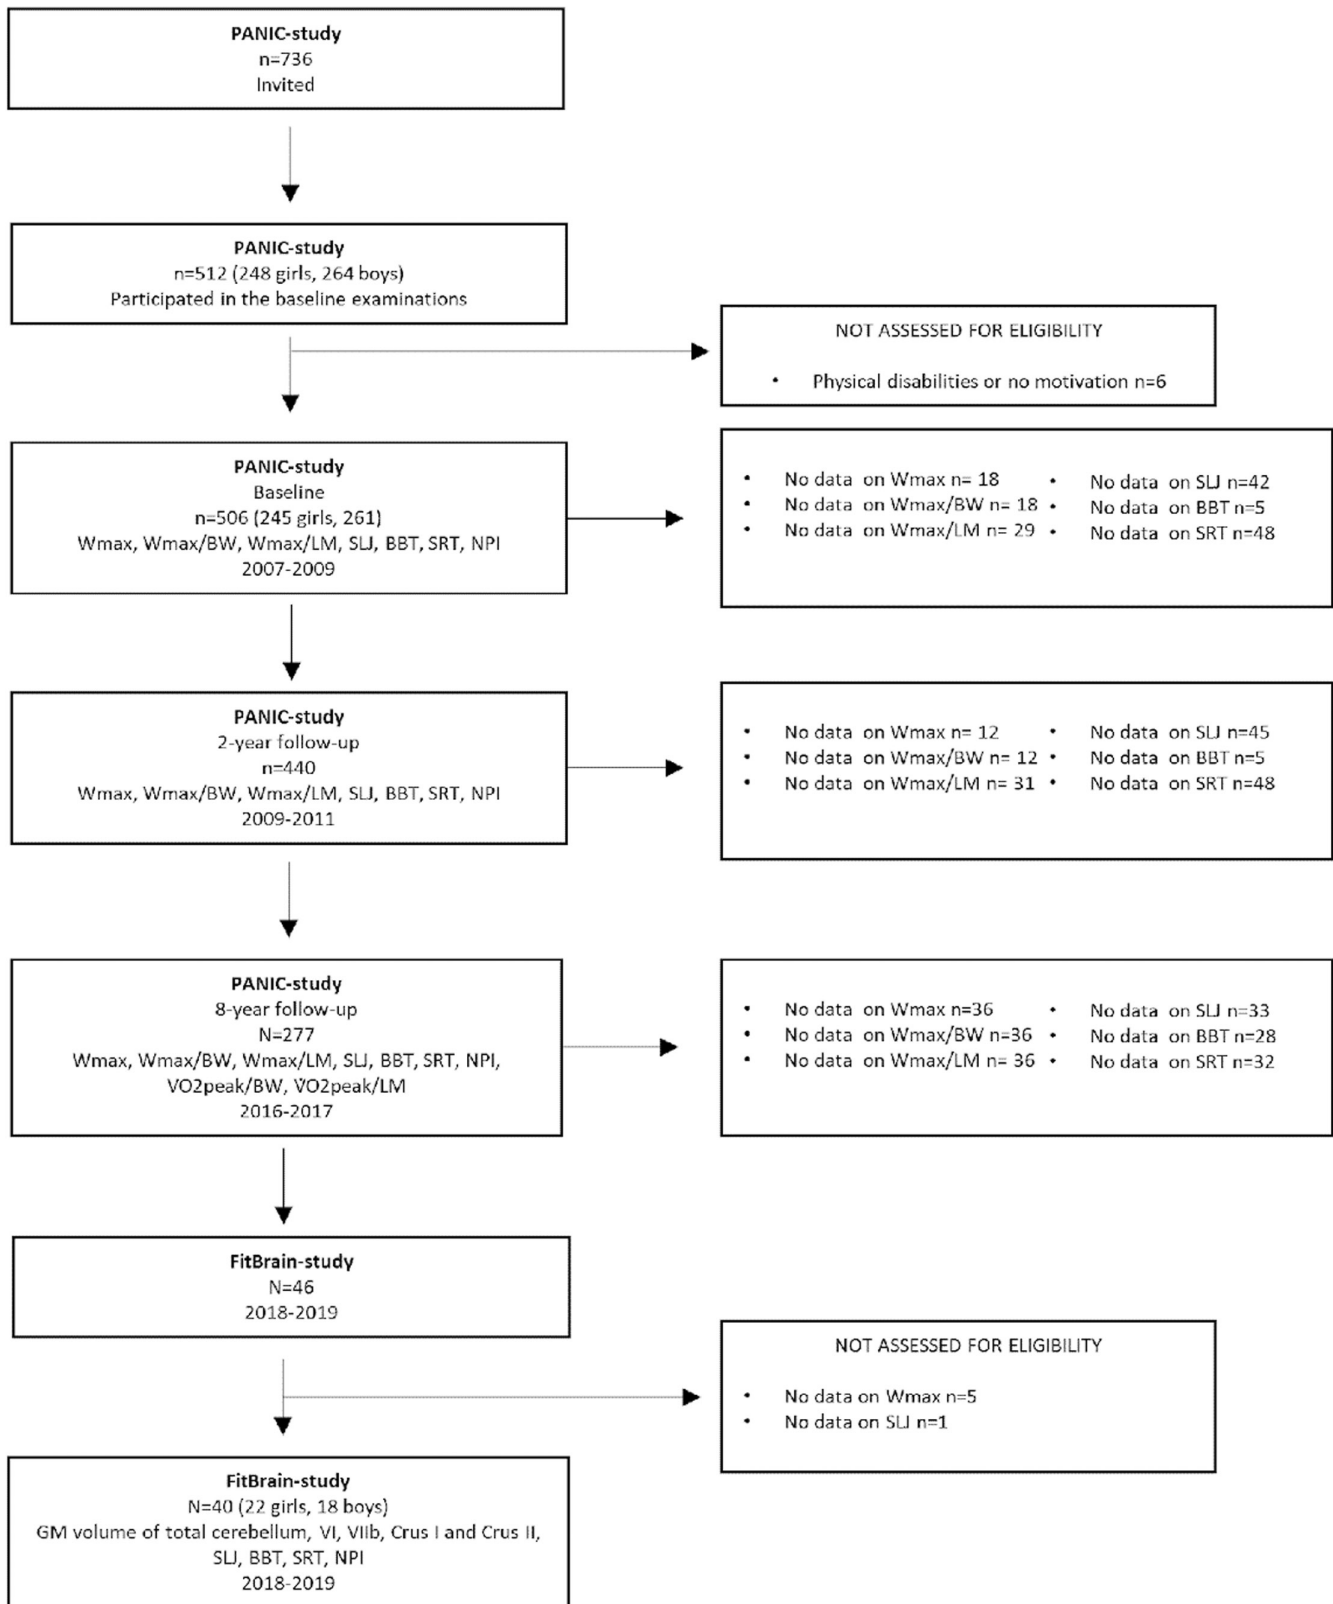 PANIC-study
n=736
Invited
PANIC-study
n=512 (248 girls, 264 boys)
Participated in the baseline examinations
NOT ASSESSED FOR ELIGIBILITY
• Physical disabilities or no motivation n=6
PANIC-study
Baseline
n=506 (245 girls, 261)
Wmax, Wmax/BW, Wmax/LM, SLJ, BBT, SRT, NPI
2007-2009
• No data on Wmax n= 18
• No data on Wmax/BW n= 18
• No data on Wmax/LM n= 29
• No data on SLJ n=42
• No data on BBT n=5
• No data on SRT n=48
PANIC-study
2-year follow-up
n=440
Wmax, Wmax/BW, Wmax/LM, SLJ, BBT, SRT, NPI
2009-2011
• No data on Wmax n= 12
• No data on Wmax/BW n= 12
• No data on Wmax/LM n= 31
• No data on SLJ n=45
• No data on BBT n=5
• No data on SRT n=48
PANIC-study
8-year follow-up
N=277
Wmax, Wmax/BW, Wmax/LM, SLJ, BBT, SRT, NPI,
V̇O2peak/BW, V̇O2peak/LM
2016-2017
• No data on Wmax n=36
• No data on Wmax/BW n=36
• No data on Wmax/LM n= 36
• No data on SLJ n=33
• No data on BBT n=28
• No data on SRT n=32
FitBrain-study
N=46
2018-2019
NOT ASSESSED FOR ELIGIBILITY
• No data on Wmax n=5
• No data on SLJ n=1
FitBrain-study
N=40 (22 girls, 18 boys)
GM volume of total cerebellum, VI, VIIb, Crus I and Crus II,
SLJ, BBT, SRT, NPI
2018-2019